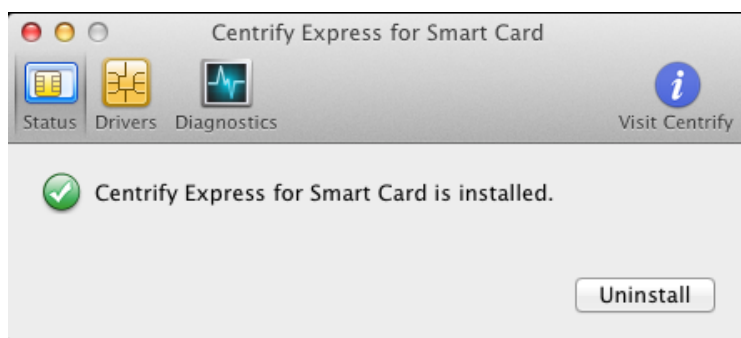 Centrify Express for Smart Card
Status Drivers Diagnostics Visit Centrify
Centrify Express for Smart Card is installed.
Uninstall